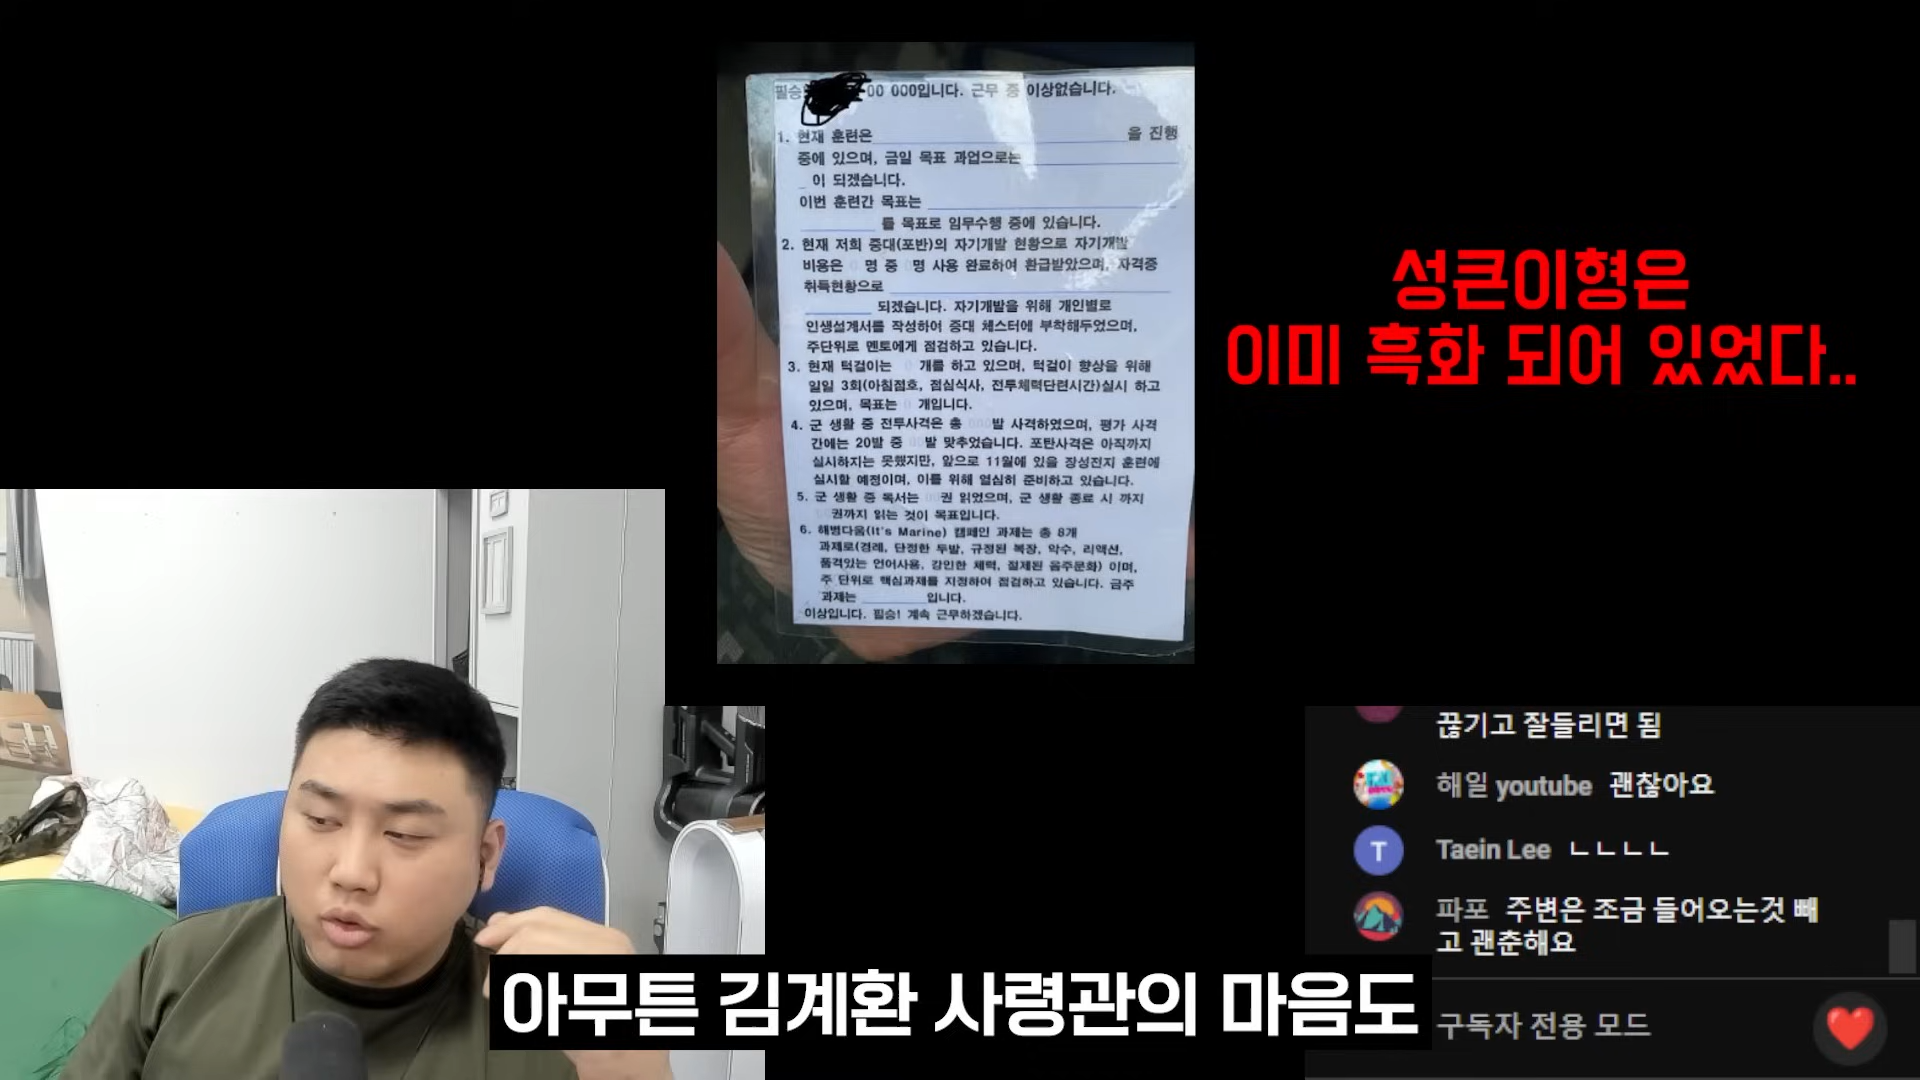 필승 00 000입니다. 근무 중 이상없습니다.
1. 현재 훈련은 을 진행
중에 있으며, 금일 목표 과업으로는
이 되겠습니다.
이번 훈련간 목표는
를 목표로 임무수행 중에 있습니다.
2. 현재 저희 중대(포반)의 자기개발 현황으로 자기개발
비용은 명 중 명 사용 완료하여 환급받았으며, 자격증
취득현황으로
되겠습니다. 자기개발을 위해 개인별로
인생설계서를 작성하여 중대 체스터에 부착해두었으며,
주단위로 멘토에게 점검하고 있습니다.
3. 현재 턱걸이는 개를 하고 있으며, 턱걸이 향상을 위해
일일 3회(아침점호, 점심식사, 전투체력단련시간)실시 하고
있으며, 목표는 개입니다.
4. 군 생활 중 전투사격은 총 000발 사격하였으며, 평가 사격
간에는 20발 중 00발 맞추었습니다. 포탄사격은 아직까지
실시하지는 못했지만, 앞으로 11월에 있을 장성전지 훈련에
실시할 예정이며, 이를 위해 열심히 준비하고 있습니다.
5. 군 생활 중 독서는 00권 읽었으며, 군 생활 종료 시 까지
권까지 읽는 것이 목표입니다.
6. 해병다움(It's Marine) 캠페인 과제는 총 8개
과제로(경례, 단정한 두발, 규정된 복장, 악수, 리액션,
품격있는 언어사용, 강인한 체력, 절제된 음주문화) 이며,
주 단위로 핵심과제를 지정하여 점검하고 있습니다. 금주
과제는 입니다.
이상입니다. 필승! 계속 근무하겠습니다.
성큰이형은
이미 흑화 되어 있었다..
끊기고 잘들리면 됨
해일 youtube 괜찮아요
T Taein Lee ㄴㄴㄴㄴ
파포 주변은 조금 들어오는것 빼
고 괜춘해요
구독자 전용 모드
아무튼 김계환 사령관의 마음도